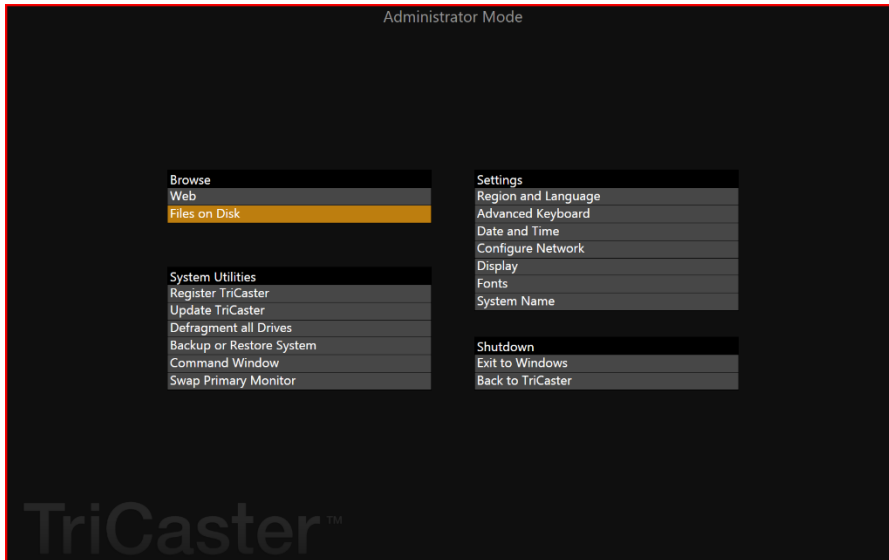 Administrator Mode
Browse
Web
Files on Disk
System Utilities
Register TriCaster
Update TriCaster
Defragment all Drives
Backup or Restore System
Command Window
Swap Primary Monitor
Settings
Region and Language
Advanced Keyboard
Date and Time
Configure Network
Display
Fonts
System Name
Shutdown
Exit to Windows
Back to TriCaster
TriCaster™